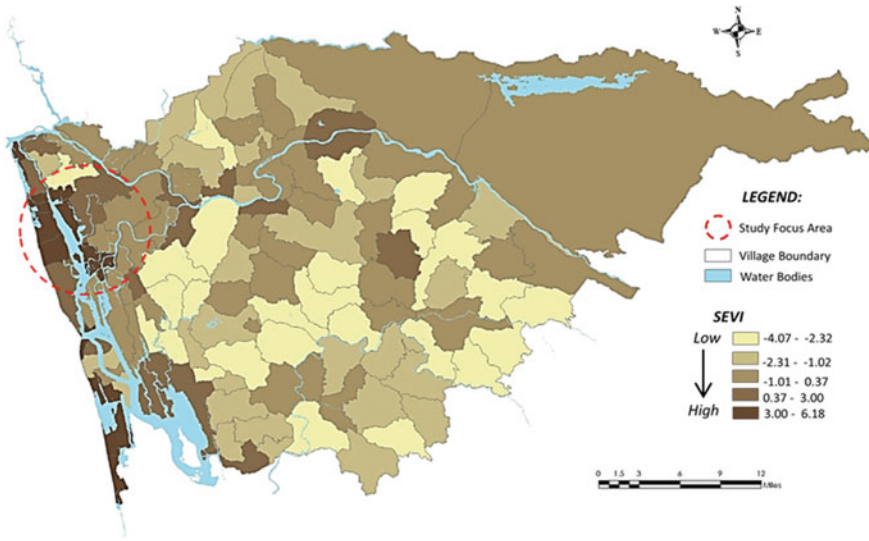 N
W E
S
LEGEND:
Study Focus Area
Village Boundary
Water Bodies
SEVI
Low
-4.07 - -2.32
-2.31 - -1.02
-1.01 - 0.37
0.37 - 3.00
High
3.00 - 6.18
0 1.5 3 6 9 12
Miles